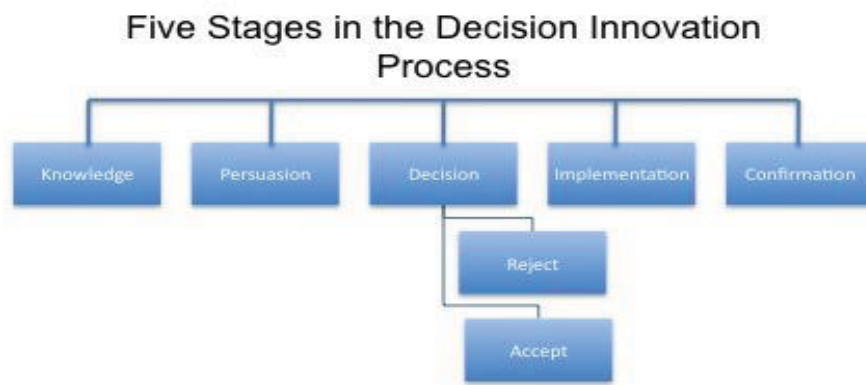 Five Stages in the Decision Innovation
Process
Knowledge
Persuasion
Decision
Implementation
Confirmation
Reject
Accept